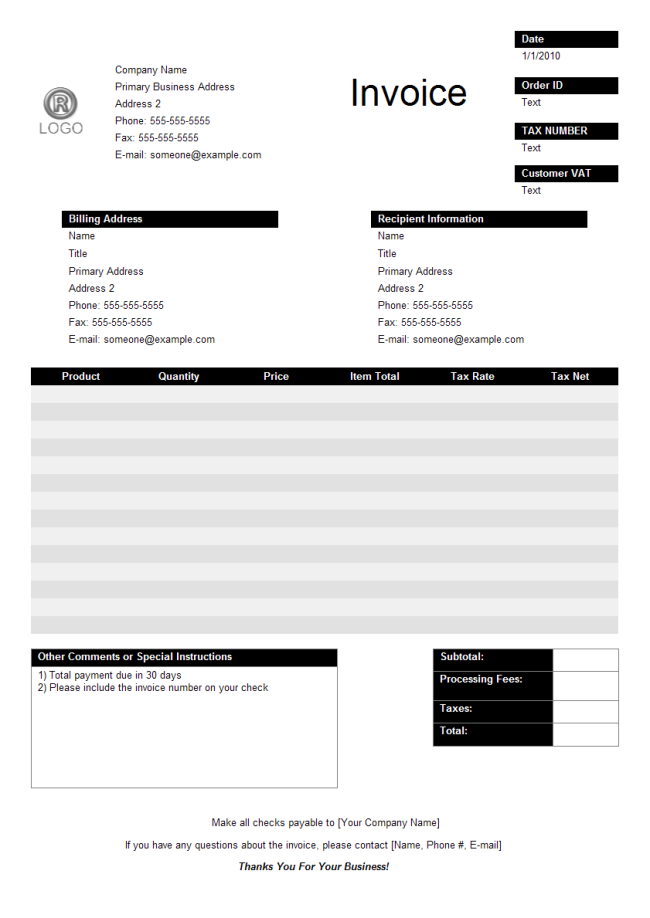 Date
1/1/2010
Company Name
Primary Business Address
Address 2
Phone: 555-555-5555
Fax: 555-555-5555
E-mail: someone@example.com
R
LOGO
Invoice
Order ID
Text
TAX NUMBER
Text
Customer VAT
Text
Billing Address
Name
Title
Primary Address
Address 2
Phone: 555-555-5555
Fax: 555-555-5555
E-mail: someone@example.com
Recipient Information
Name
Title
Primary Address
Address 2
Phone: 555-555-5555
Fax: 555-555-5555
E-mail: someone@example.com
Product Quantity Price Item Total Tax Rate Tax Net
Other Comments or Special Instructions
1) Total payment due in 30 days
2) Please include the invoice number on your check
Subtotal:
Processing Fees:
Taxes:
Total:
Make all checks payable to [Your Company Name]
If you have any questions about the invoice, please contact [Name, Phone #, E-mail]
Thanks You For Your Business!